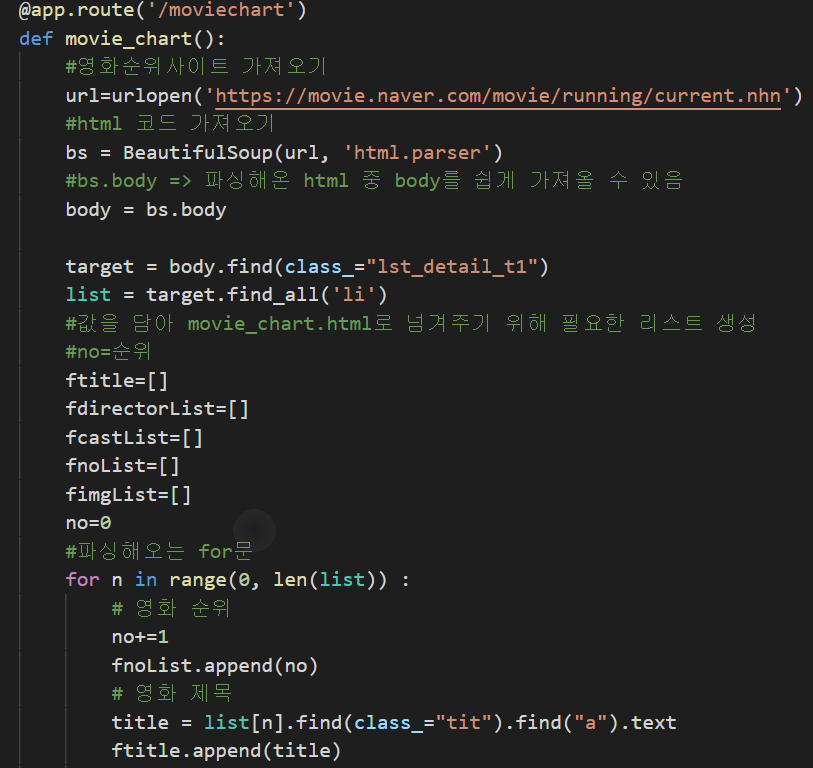 @app.route('/moviechart')
def movie_chart():
    #영화순위사이트 가져오기
    url=urlopen('https://movie.naver.com/movie/running/current.nhn')
    #html 코드 가져오기
    bs = BeautifulSoup(url, 'html.parser')
    #bs.body => 파싱해온 html 중 body를 쉽게 가져올 수 있음
    body = bs.body
    target = body.find(class_="lst_detail_t1")
    list = target.find_all('li')
    #값을 담아 movie_chart.html로 넘겨주기 위해 필요한 리스트 생성
    #no=순위
    ftitle=[]
    fdirectorList=[]
    fcastList=[]
    fnoList=[]
    fimgList=[]
    no=0
    #파싱해오는 for문
    for n in range(0, len(list)) :
        # 영화 순위
        no+=1
        fnoList.append(no)
        # 영화 제목
        title = list[n].find(class_="tit").find("a").text
        ftitle.append(title)